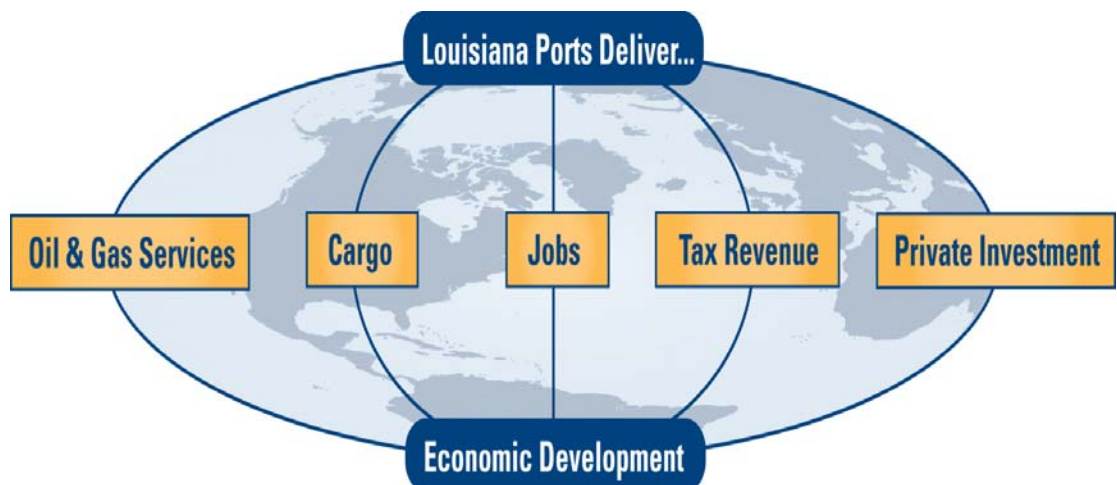 Louisiana Ports Deliver...
Oil & Gas Services
Cargo
Jobs
Tax Revenue
Private Investment
Economic Development